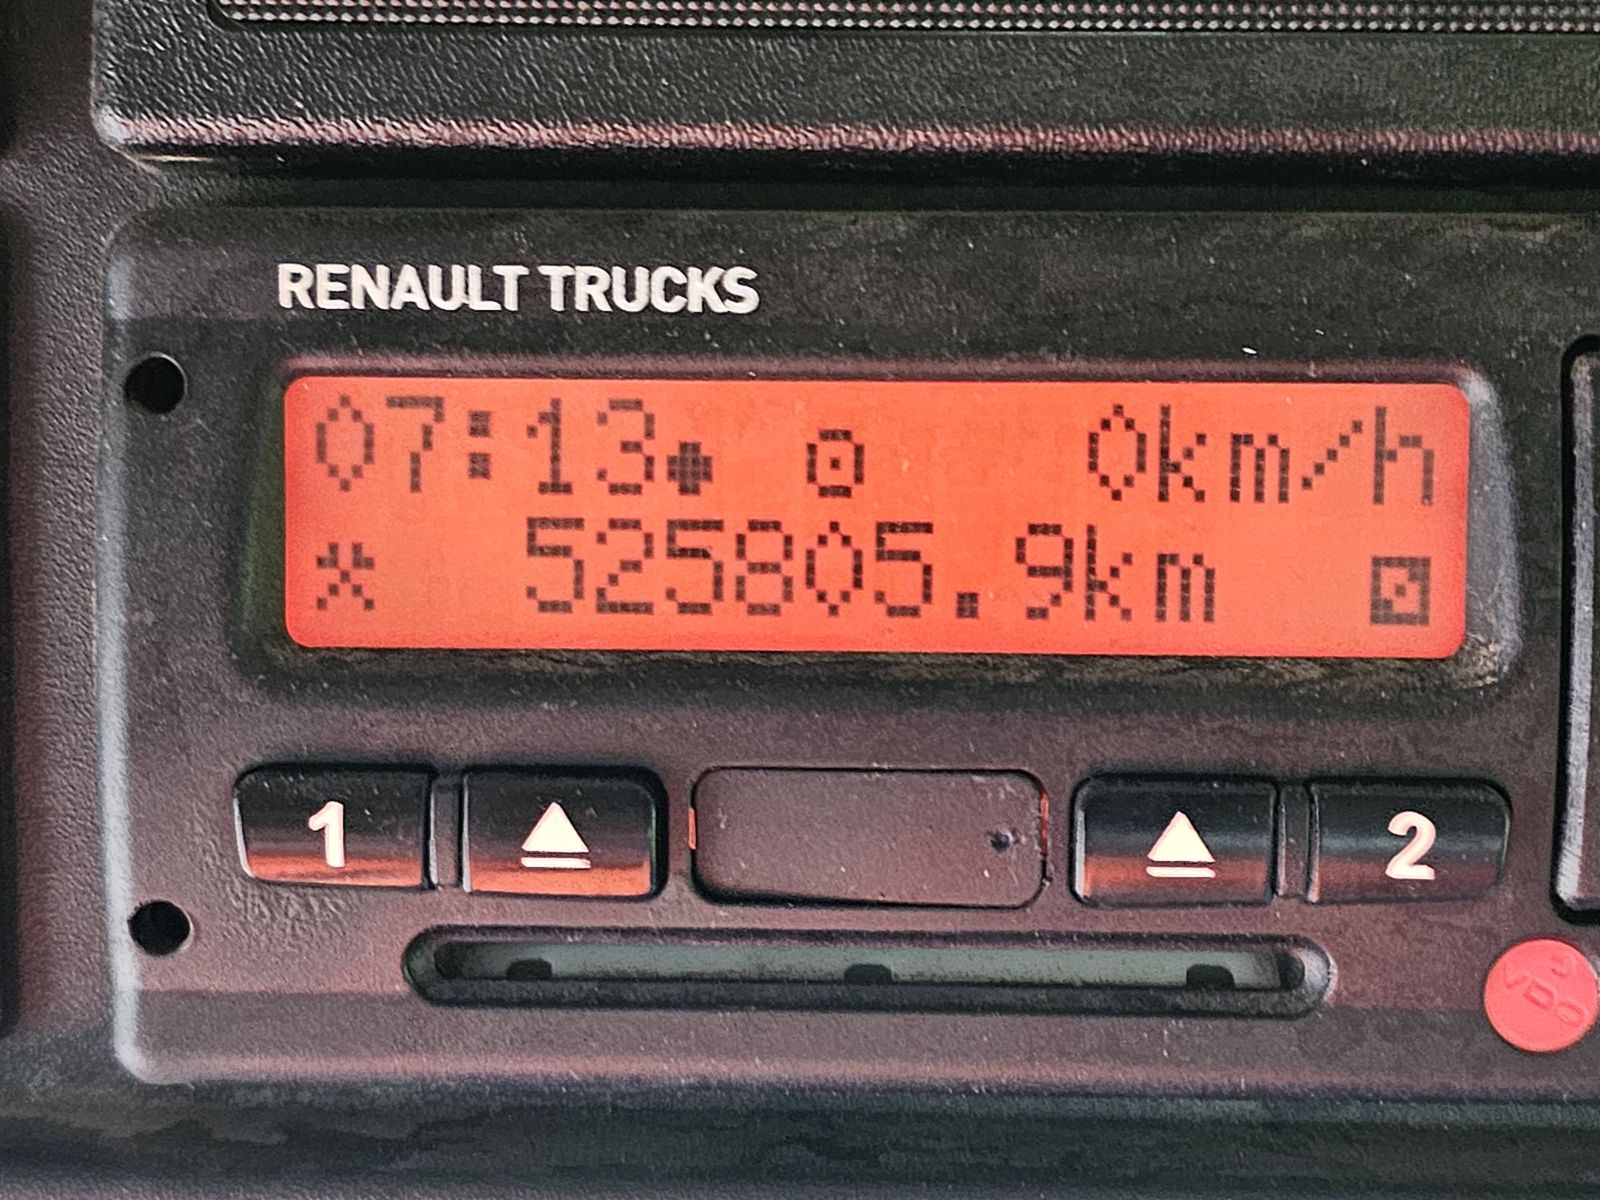 RENAULT TRUCKS
07:13 0km/h
525805.9km
1 2
VDO